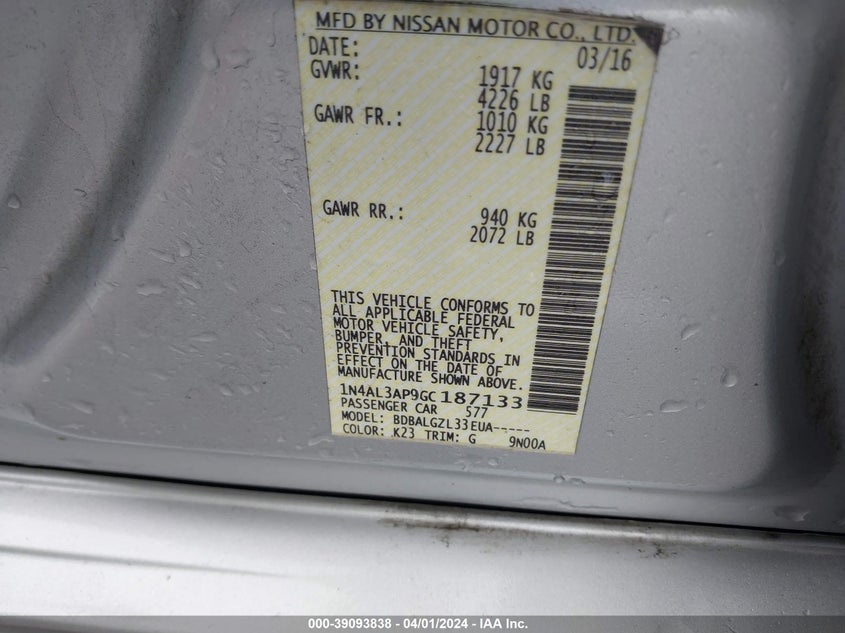 MFD BY NISSAN MOTOR CO., LTD.
DATE: 03/16
GVWR: 1917 KG
4226 LB
GAWR FR.: 1010 KG
2227 LB
GAWR RR.: 940 KG
2072 LB
THIS VEHICLE CONFORMS TO
ALL APPLICABLE FEDERAL
MOTOR VEHICLE SAFETY,
BUMPER, AND THEFT
PREVENTION STANDARDS IN
EFFECT ON THE DATE OF
MANUFACTURE SHOWN ABOVE.
1N4AL3AP9GC187133
PASSENGER CAR 577
MODEL: BDBALGZL33EUA-----
COLOR: K23 TRIM: G 9N00A
000-39093838 - 04/01/2024 - IAA Inc.